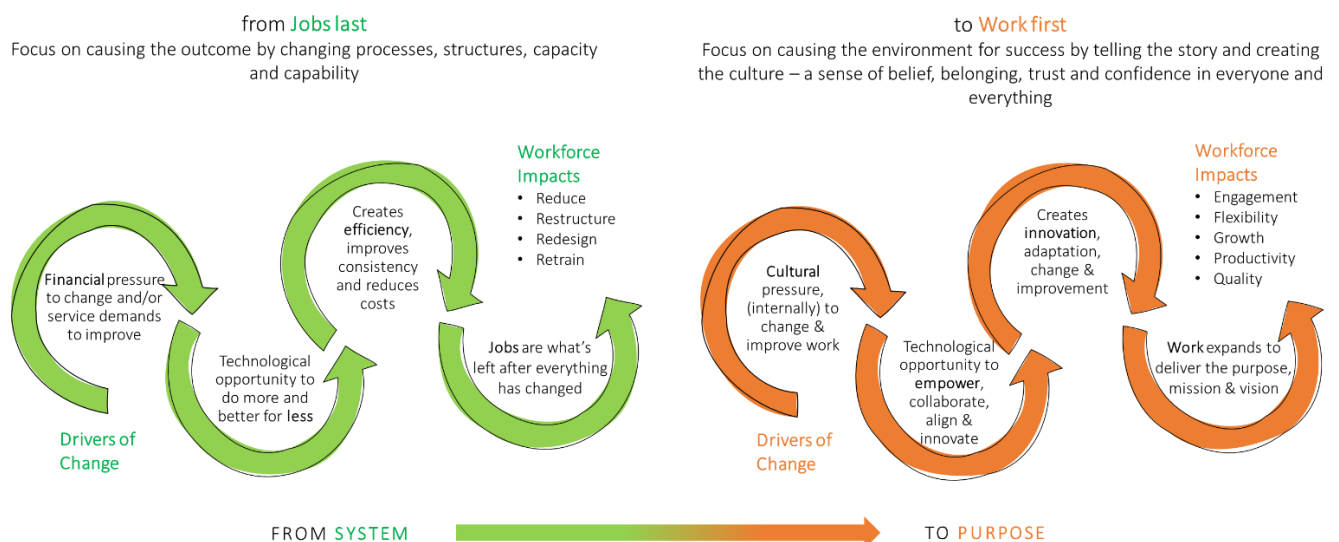 from Jobs last
Focus on causing the outcome by changing processes, structures, capacity
and capability
Financial pressure
to change and/or
service demands
to improve
Drivers of
Change
Technological
opportunity to
do more and
better for less
Creates
efficiency,
improves
consistency
and reduces
costs
Jobs are what's
left after everything
has changed
Workforce
Impacts
• Reduce
• Restructure
• Redesign
• Retrain
to Work first
Focus on causing the environment for success by telling the story and creating
the culture – a sense of belief, belonging, trust and confidence in everyone and
everything
Cultural
pressure,
(internally) to
change &
improve work
Drivers of
Change
Technological
opportunity to
empower,
collaborate,
align &
innovate
Creates
innovation,
adaptation,
change &
improvement
Work expands to
deliver the purpose,
mission & vision
Workforce
Impacts
• Engagement
• Flexibility
• Growth
• Productivity
• Quality
FROM SYSTEM
TO PURPOSE